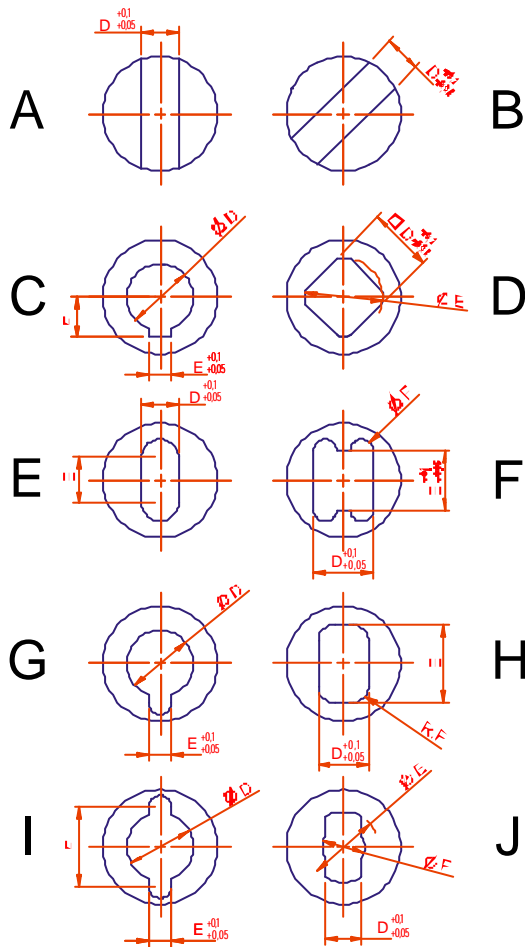 D +0,1 +0,05
A
B
D
ϕD
□D
C
D
ϕE
E +0,1 +0,05
D +0,1 +0,05
E
E
ϕF
E
F
D +0,1 +0,05
ϕD
G
E
H
E +0,1 +0,05
D +0,1 +0,05
R.F
ϕD
ϕE
I
ϕF
J
E +0,1 +0,05
D +0,1 +0,05